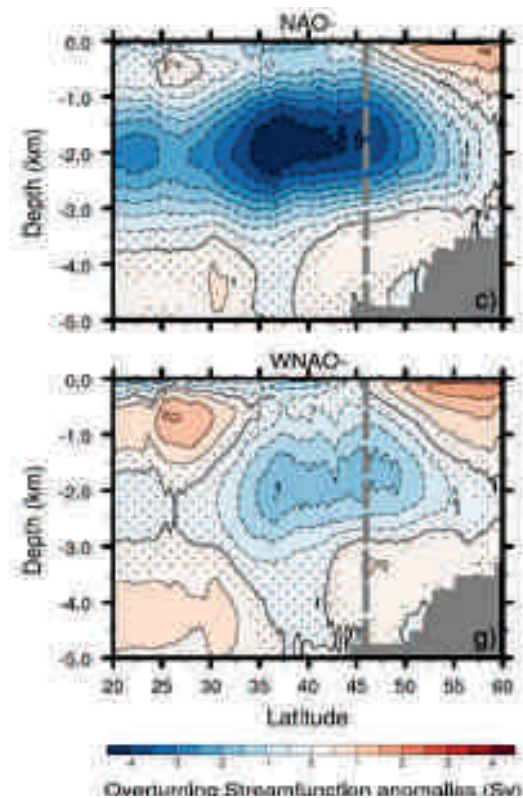 NAO-
0.0
-1.0
-2.0
-3.0
-4.0
-5.0
Depth (km)
c)
WNAO-
0.0
-1.0
-2.0
-3.0
-4.0
-5.0
Depth (km)
g)
20 25 30 35 40 45 50 55 60
Latitude
Overturning Streamfunction anomalies (Sv)